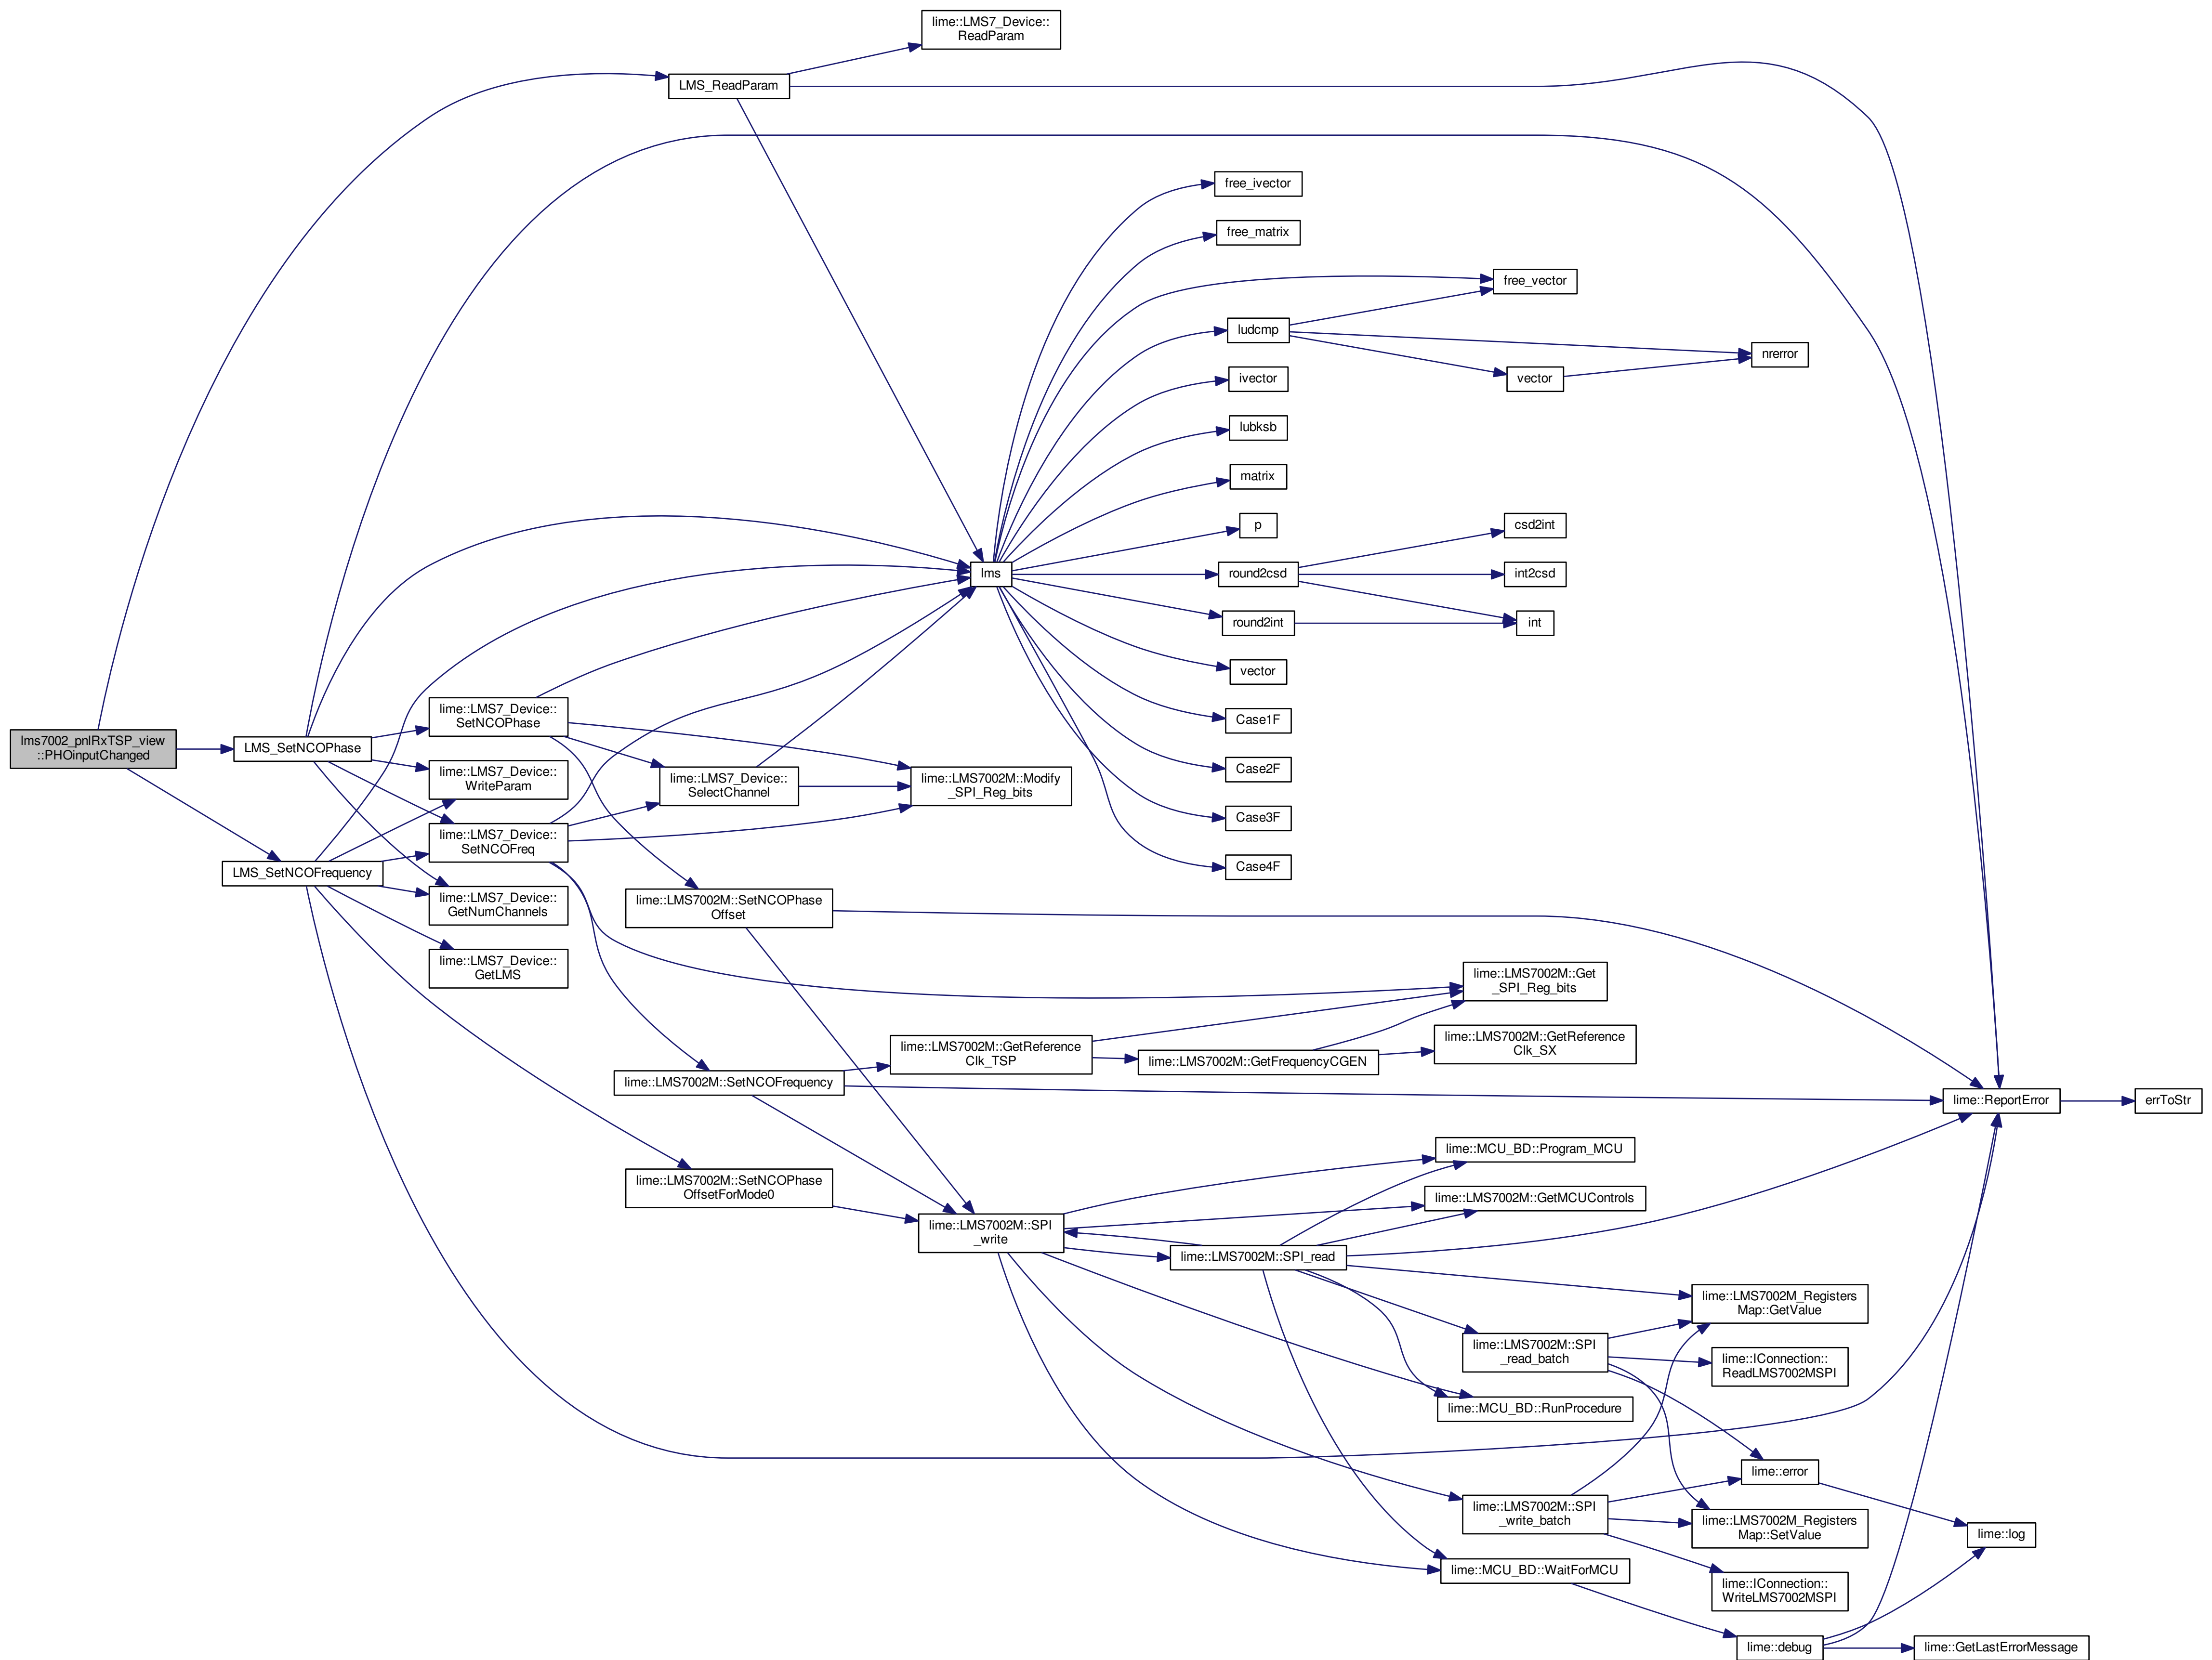 lime::LMS7_Device::
ReadParam
LMS_ReadParam
free_ivector
free_matrix
free_vector
ludcmp
nrerror
ivector
vector
lubksb
matrix
p
csd2int
lms
round2csd
int2csd
round2int
int
vector
lime::LMS7_Device::
SetNCOPhase
Case1F
lms7002_pnlRxTSP_view
::PHOinputChanged
LMS_SetNCOPhase
lime::LMS7_Device::
WriteParam
lime::LMS7_Device::
SelectChannel
lime::LMS7002M::Modify
_SPI_Reg_bits
Case2F
Case3F
lime::LMS7_Device::
SetNCOFreq
LMS_SetNCOFrequency
Case4F
lime::LMS7_Device::
GetNumChannels
lime::LMS7002M::SetNCOPhase
Offset
lime::LMS7_Device::
GetLMS
lime::LMS7002M::Get
_SPI_Reg_bits
lime::LMS7002M::GetReference
Clk_TSP
lime::LMS7002M::GetFrequencyCGEN
lime::LMS7002M::GetReference
Clk_SX
lime::LMS7002M::SetNCOFrequency
lime::ReportError
errToStr
lime::MCU_BD::Program_MCU
lime::LMS7002M::SetNCOPhase
OffsetForMode0
lime::LMS7002M::GetMCUControls
lime::LMS7002M::SPI
_write
lime::LMS7002M::SPI_read
lime::LMS7002M_Registers
Map::GetValue
lime::LMS7002M::SPI
_read_batch
lime::IConnection::
ReadLMS7002MSPI
lime::MCU_BD::RunProcedure
lime::error
lime::LMS7002M::SPI
_write_batch
lime::LMS7002M_Registers
Map::SetValue
lime::log
lime::MCU_BD::WaitForMCU
lime::IConnection::
WriteLMS7002MSPI
lime::debug
lime::GetLastErrorMessage